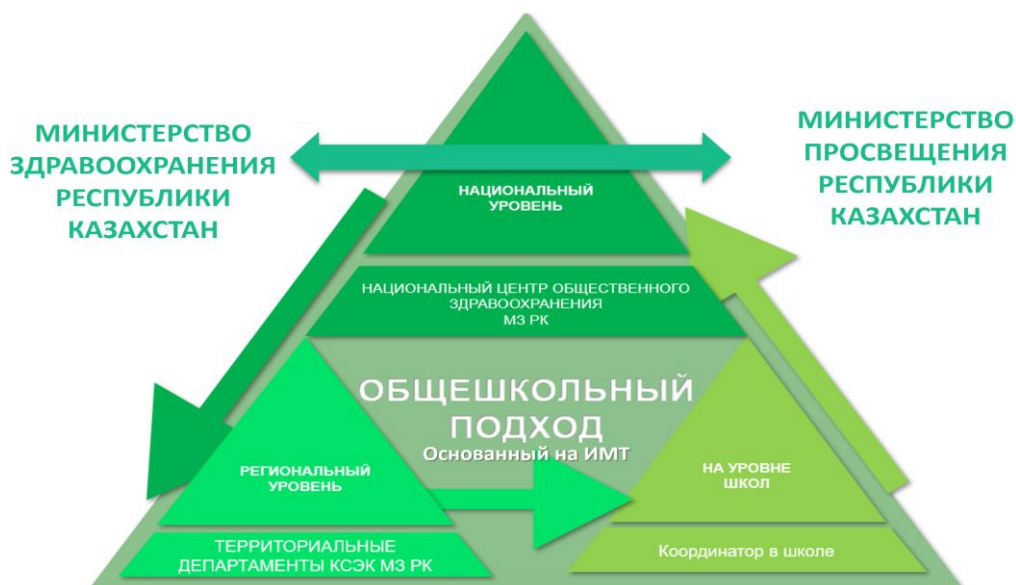 МИНИСТЕРСТВО
ЗДРАВООХРАНЕНИЯ
РЕСПУБЛИКИ
КАЗАХСТАН
МИНИСТЕРСТВО
ПРОСВЕЩЕНИЯ
РЕСПУБЛИКИ
КАЗАХСТАН
НАЦИОНАЛЬНЫЙ
УРОВЕНЬ
НАЦИОНАЛЬНЫЙ ЦЕНТР ОБЩЕСТВЕННОГО
ЗДРАВООХРАНЕНИЯ
МЗ РК
ОБЩЕШКОЛЬНЫЙ
ПОДХОД
Основанный на ИМТ
РЕГИОНАЛЬНЫЙ
УРОВЕНЬ
НА УРОВНЕ
ШКОЛ
ТЕРРИТОРИАЛЬНЫЕ
ДЕПАРТАМЕНТЫ КСЭК МЗ РК
Координатор в школе